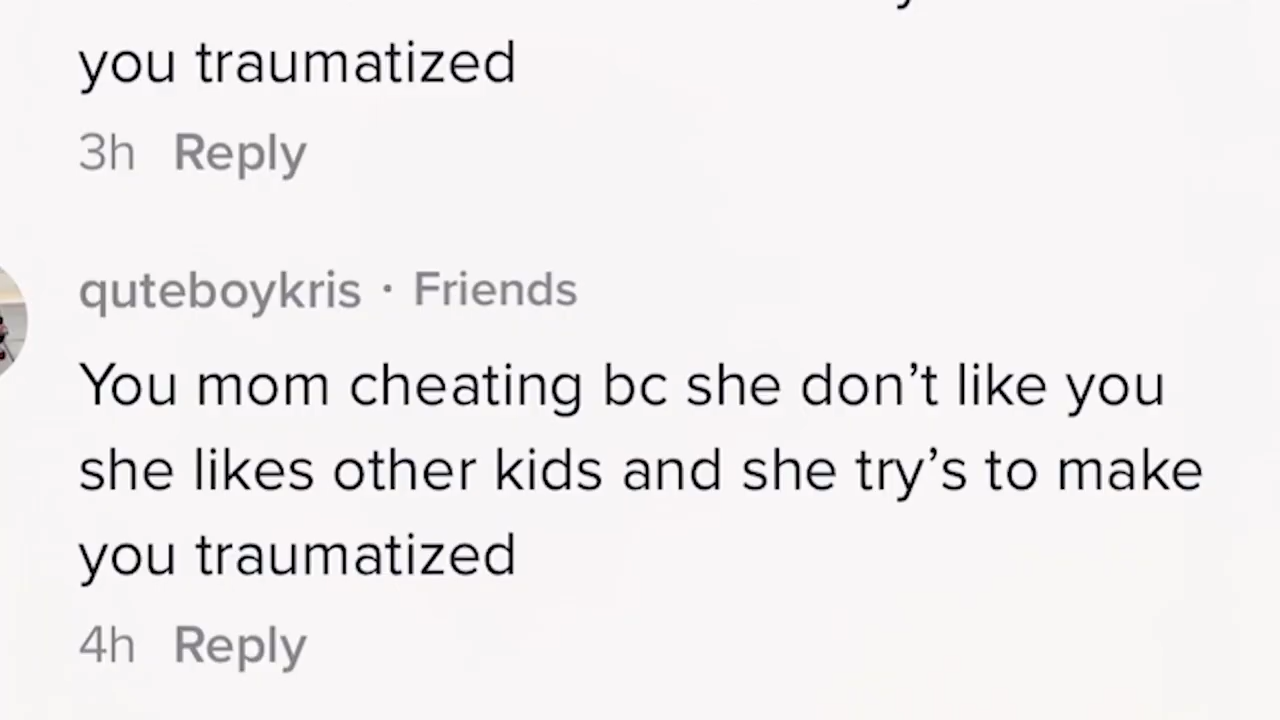 you traumatized
3h Reply
quteboykris · Friends
You mom cheating bc she don’t like you
she likes other kids and she try’s to make
you traumatized
4h Reply